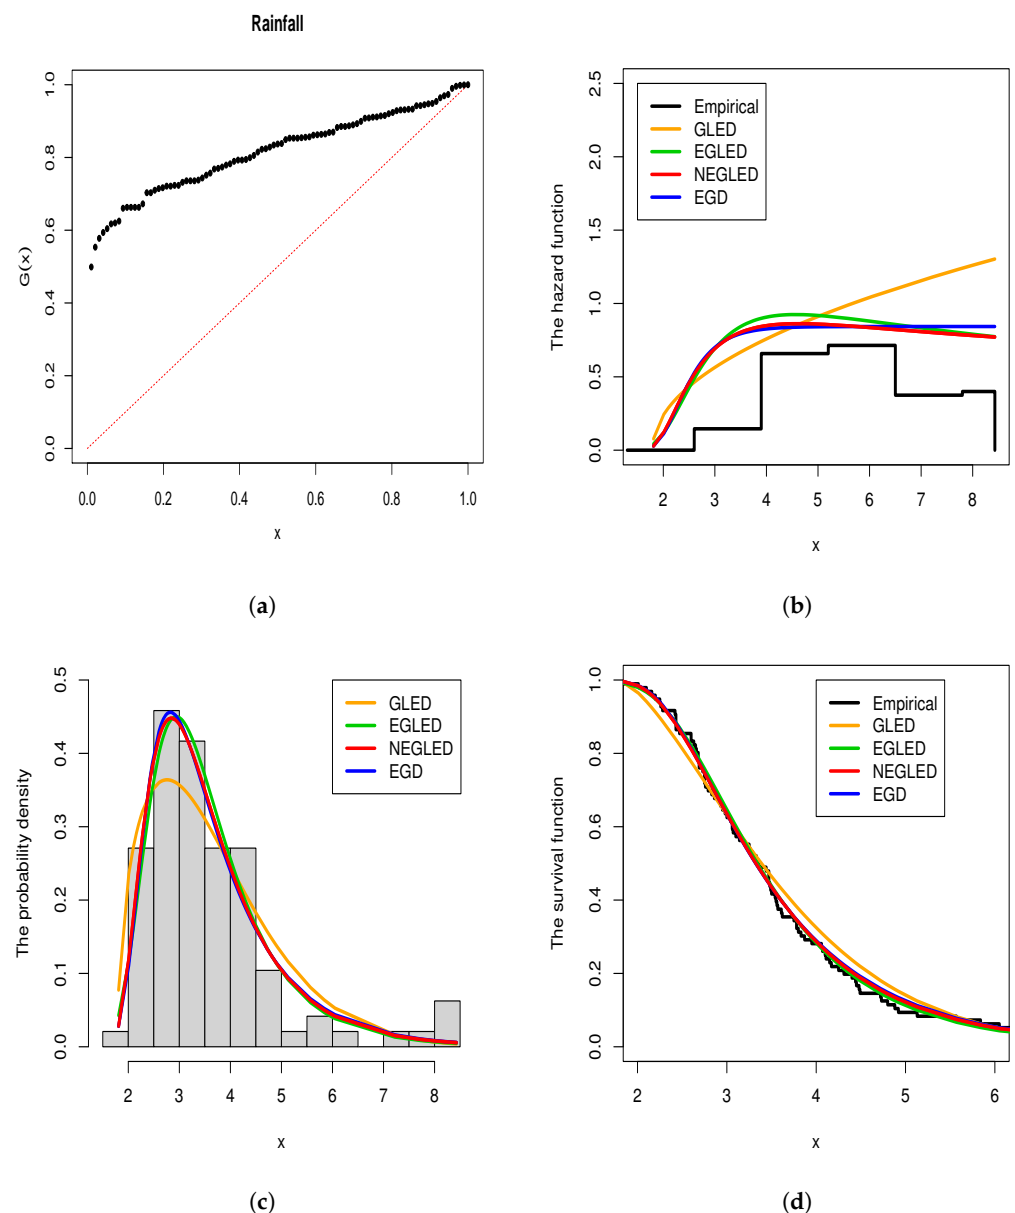 Rainfall
G(x)
0.0 0.2 0.4 0.6 0.8 1.0
0.0 0.2 0.4 0.6 0.8 1.0
x
(a)
The hazard function
0.0 0.5 1.0 1.5 2.0 2.5
Empirical
GLED
EGLED
NEGLED
EGD
2 3 4 5 6 7 8
x
(b)
The probability density
0.0 0.1 0.2 0.3 0.4 0.5
GLED
EGLED
NEGLED
EGD
2 3 4 5 6 7 8
x
(c)
The survival function
0.0 0.2 0.4 0.6 0.8 1.0
Empirical
GLED
EGLED
NEGLED
EGD
2 3 4 5 6
x
(d)